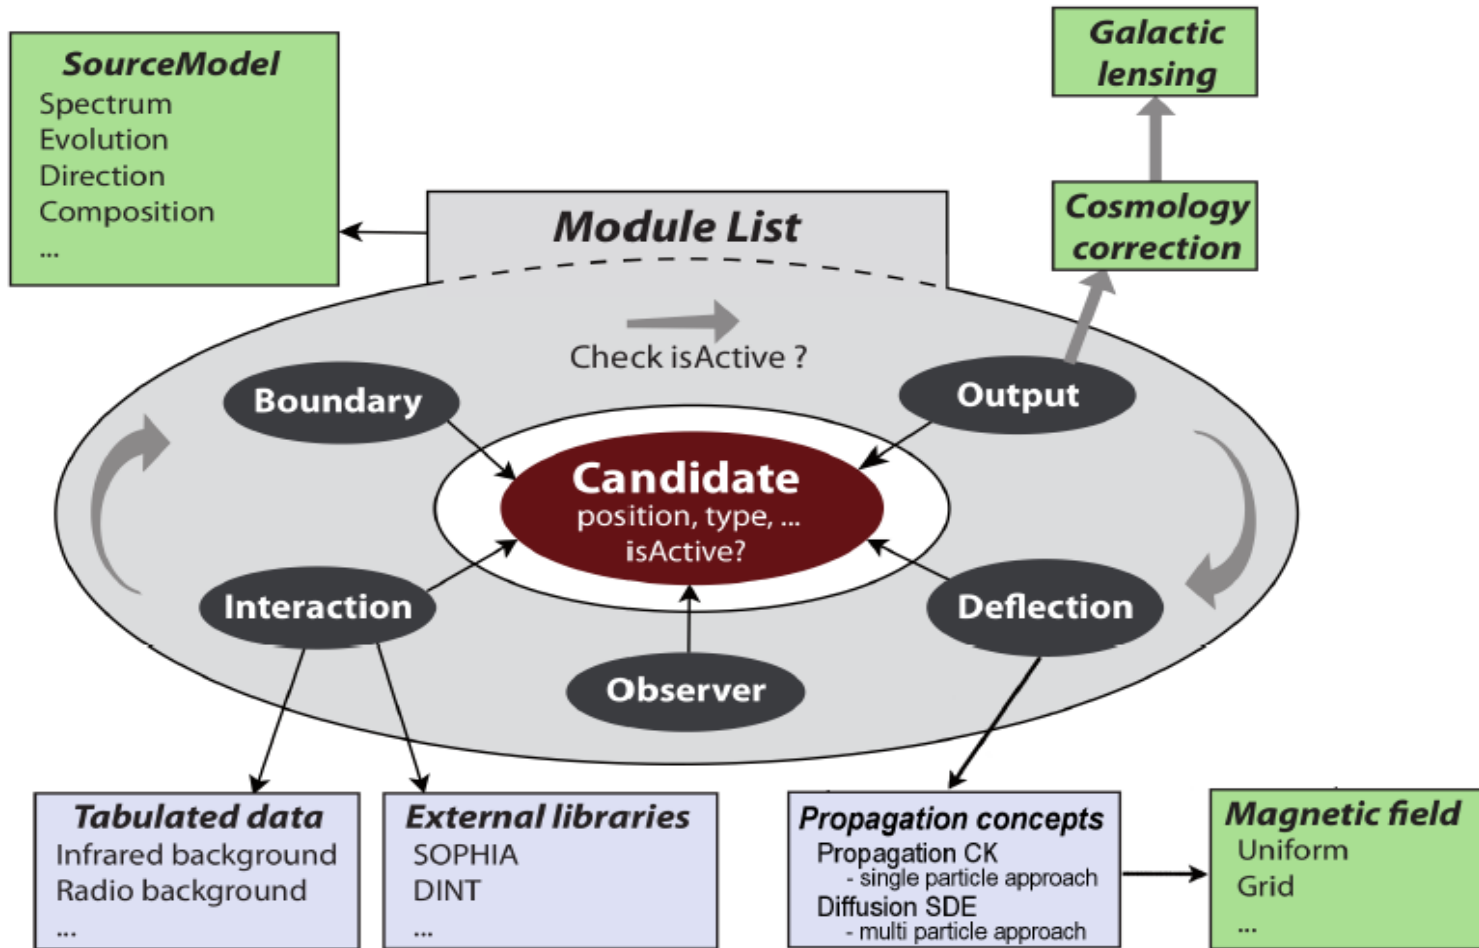 SourceModel
Spectrum
Evolution
Direction
Composition
...
Galactic
lensing
Cosmology
correction
Module List
Check isActive ?
Boundary
Output
Candidate
position, type, ...
isActive?
Interaction
Deflection
Observer
Tabulated data
Infrared background
Radio background
...
External libraries
SOPHIA
DINT
...
Propagation concepts
Propagation CK
- single particle approach
Diffusion SDE
- multi particle approach
Magnetic field
Uniform
Grid
...